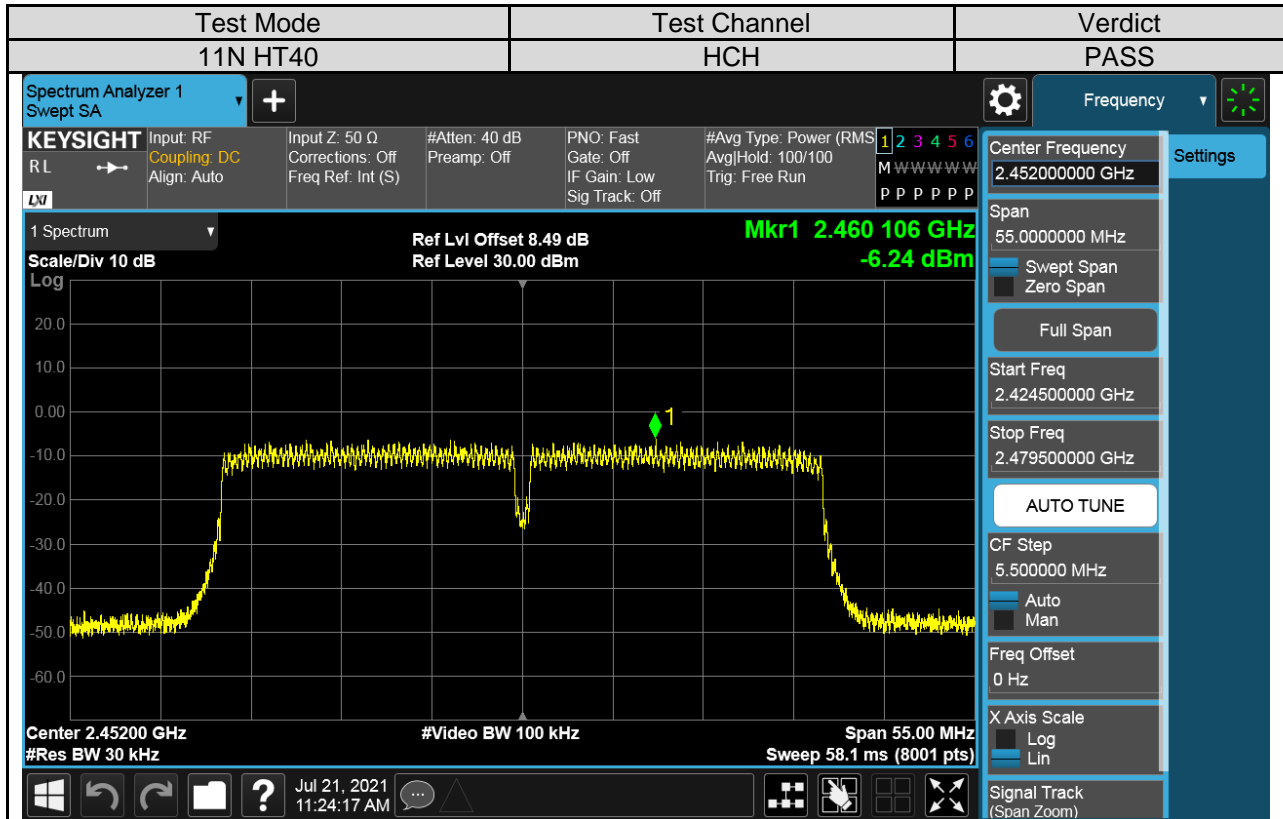 Test Mode Test Channel Verdict
11N HT40 HCH PASS
Spectrum Analyzer 1
Swept SA
+
Frequency
KEYSIGHT
RL
LXI
Input: RF
Coupling: DC
Align: Auto
Input Z: 50 Ω
Corrections: Off
Freq Ref: Int (S)
#Atten: 40 dB
Preamp: Off
PNO: Fast
Gate: Off
IF Gain: Low
Sig Track: Off
#Avg Type: Power (RMS
Avg|Hold: 100/100
Trig: Free Run
1 2 3 4 5 6
M W W W W W
P P P P P P
1 Spectrum
Scale/Div 10 dB
Ref Lvl Offset 8.49 dB
Ref Level 30.00 dBm
Mkr1 2.460 106 GHz
-6.24 dBm
Log
20.0
10.0
0.00
-10.0
-20.0
-30.0
-40.0
-50.0
-60.0
1
Center 2.45200 GHz
#Res BW 30 kHz
#Video BW 100 kHz
Span 55.00 MHz
Sweep 58.1 ms (8001 pts)
Center Frequency
2.452000000 GHz
Settings
Span
55.0000000 MHz
Swept Span
Zero Span
Full Span
Start Freq
2.424500000 GHz
Stop Freq
2.479500000 GHz
AUTO TUNE
CF Step
5.500000 MHz
Auto
Man
Freq Offset
0 Hz
X Axis Scale
Log
Lin
Signal Track
(Span Zoom)
?
Jul 21, 2021
11:24:17 AM